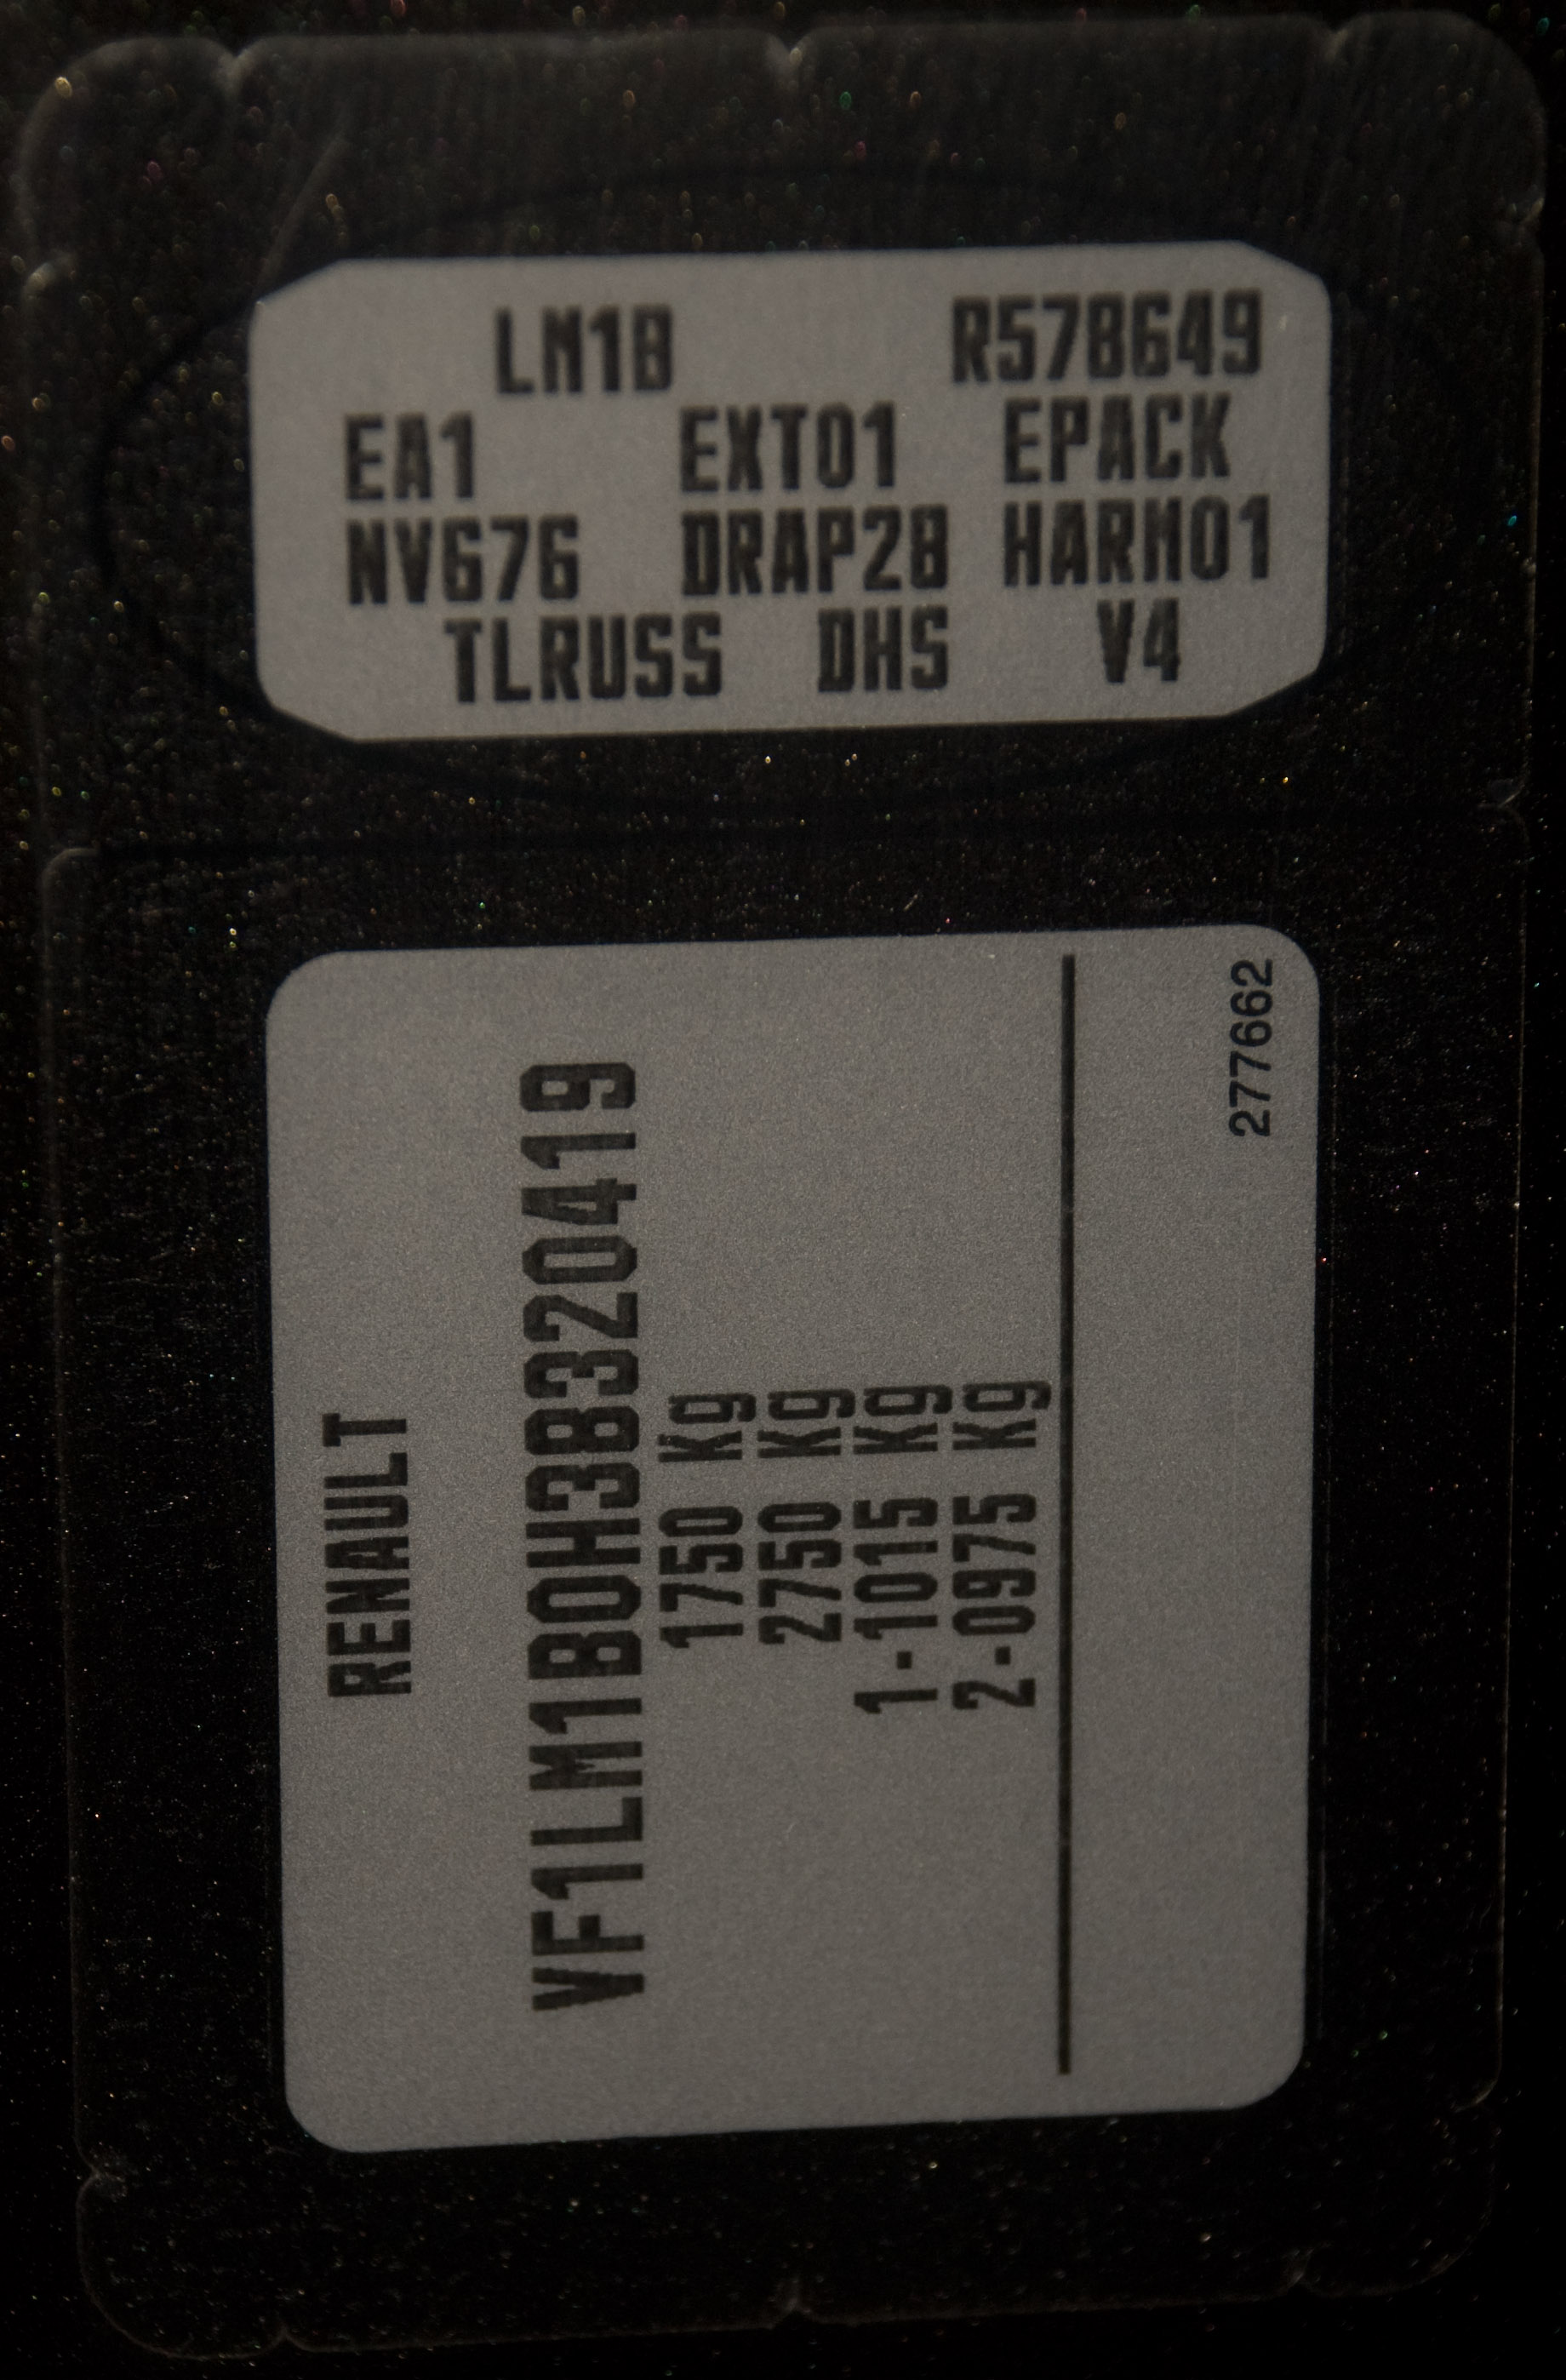 LM1B R578649
EA1 EXT01 EPACK
NV676 DRAP28 HARM01
TLRUSS DHS V4
RENAULT
VF1LM1B0H38320419
1750 Kg
2750 Kg
1-1015 Kg
2-0975 Kg
277662